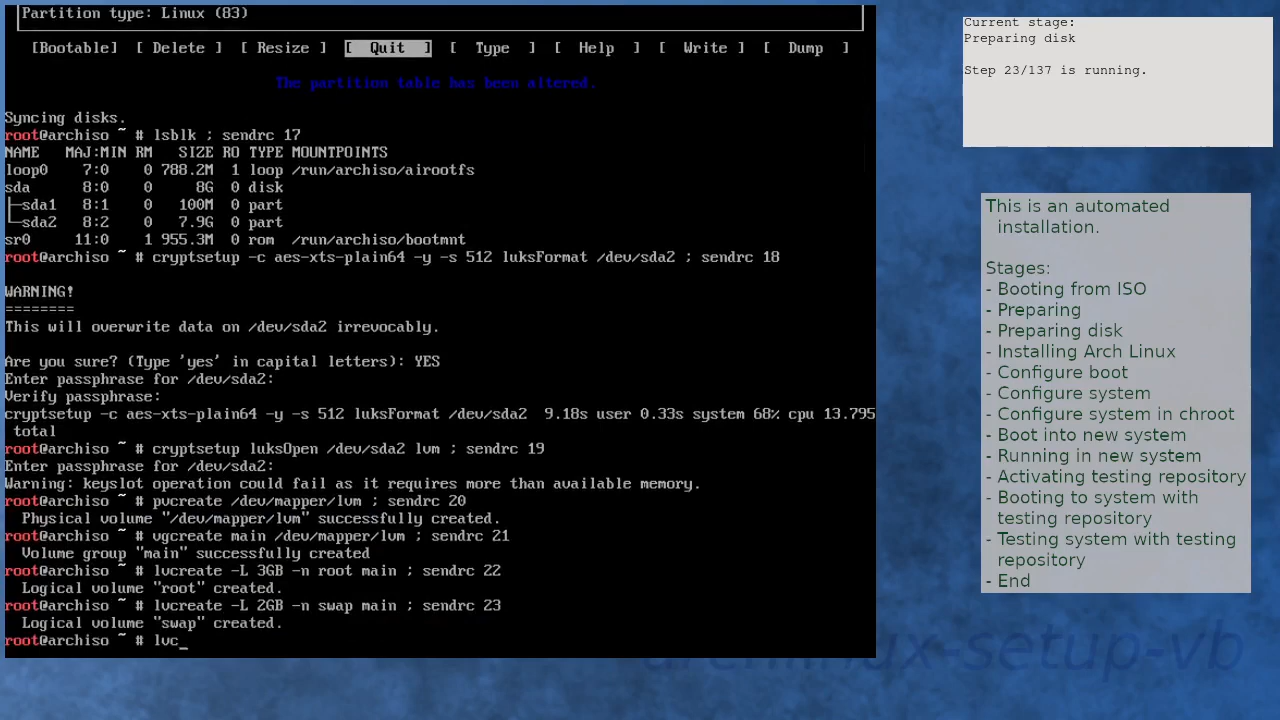 Partition type: Linux (83)
[Bootable] [ Delete ] [ Resize ] [ Quit ] [ Type ] [ Help ] [ Write ] [ Dump ]
The partition table has been altered.
Syncing disks.
root@archiso ~ # lsblk ; sendrc 17
NAME MAJ:MIN RM SIZE RO TYPE MOUNTPOINTS
loop0 7:0 0 788.2M 1 loop /run/archiso/airootfs
sda 8:0 0 8G 0 disk
├─sda1 8:1 0 100M 0 part
└─sda2 8:2 0 7.9G 0 part
sr0 11:0 1 955.3M 0 rom /run/archiso/bootmnt
root@archiso ~ # cryptsetup -c aes-xts-plain64 -y -s 512 luksFormat /dev/sda2 ; sendrc 18
WARNING!
========
This will overwrite data on /dev/sda2 irrevocably.
Are you sure? (Type 'yes' in capital letters): YES
Enter passphrase for /dev/sda2:
Verify passphrase:
cryptsetup -c aes-xts-plain64 -y -s 512 luksFormat /dev/sda2 9.18s user 0.33s system 68% cpu 13.795
total
root@archiso ~ # cryptsetup luksOpen /dev/sda2 lvm ; sendrc 19
Enter passphrase for /dev/sda2:
Warning: keyslot operation could fail as it requires more than available memory.
root@archiso ~ # pvcreate /dev/mapper/lvm ; sendrc 20
Physical volume "/dev/mapper/lvm" successfully created.
root@archiso ~ # vgcreate main /dev/mapper/lvm ; sendrc 21
Volume group "main" successfully created
root@archiso ~ # lvcreate -L 3GB -n root main ; sendrc 22
Logical volume "root" created.
root@archiso ~ # lvcreate -L 2GB -n swap main ; sendrc 23
Logical volume "swap" created.
root@archiso ~ # lvc_
Current stage:
Preparing disk
Step 23/137 is running.
This is an automated
installation.
Stages:
- Booting from ISO
- Preparing
- Preparing disk
- Installing Arch Linux
- Configure boot
- Configure system
- Configure system in chroot
- Boot into new system
- Running in new system
- Activating testing repository
- Booting to system with
testing repository
- Testing system with testing
repository
- End
archlinux-setup-vb